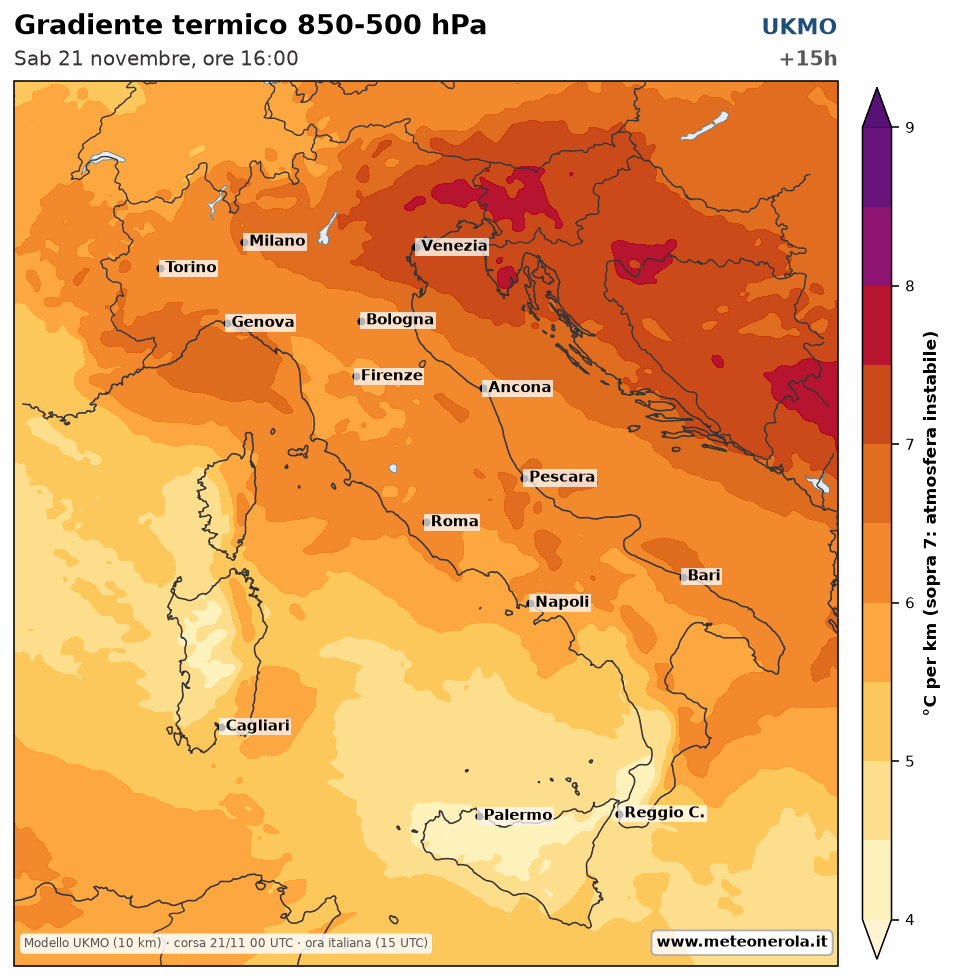 Gradiente termico 850-500 hPa
UKMO
Sab 21 novembre, ore 16:00
+15h
Milano
Venezia
Torino
Genova
Bologna
Firenze
Ancona
Pescara
Roma
Bari
Napoli
Cagliari
Palermo
Reggio C.
9
8
7
6
5
4
°C per km (sopra 7: atmosfera instabile)
Modello UKMO (10 km) · corsa 21/11 00 UTC · ora italiana (15 UTC)
www.meteonerola.it